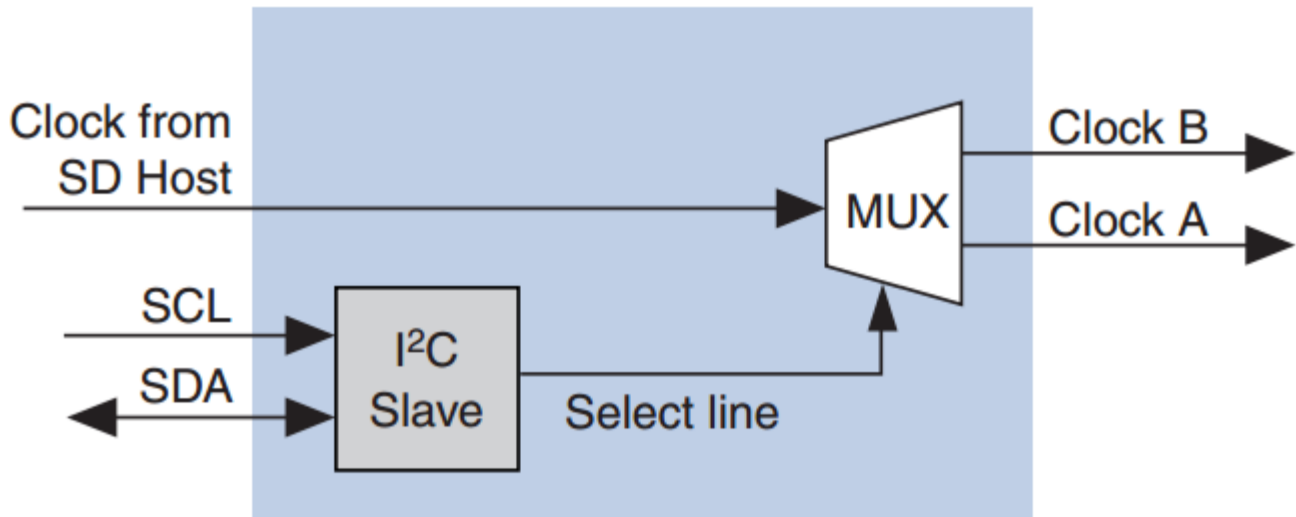 Clock from
SD Host
MUX
Clock B
Clock A
SCL
SDA
I²C
Slave
Select line